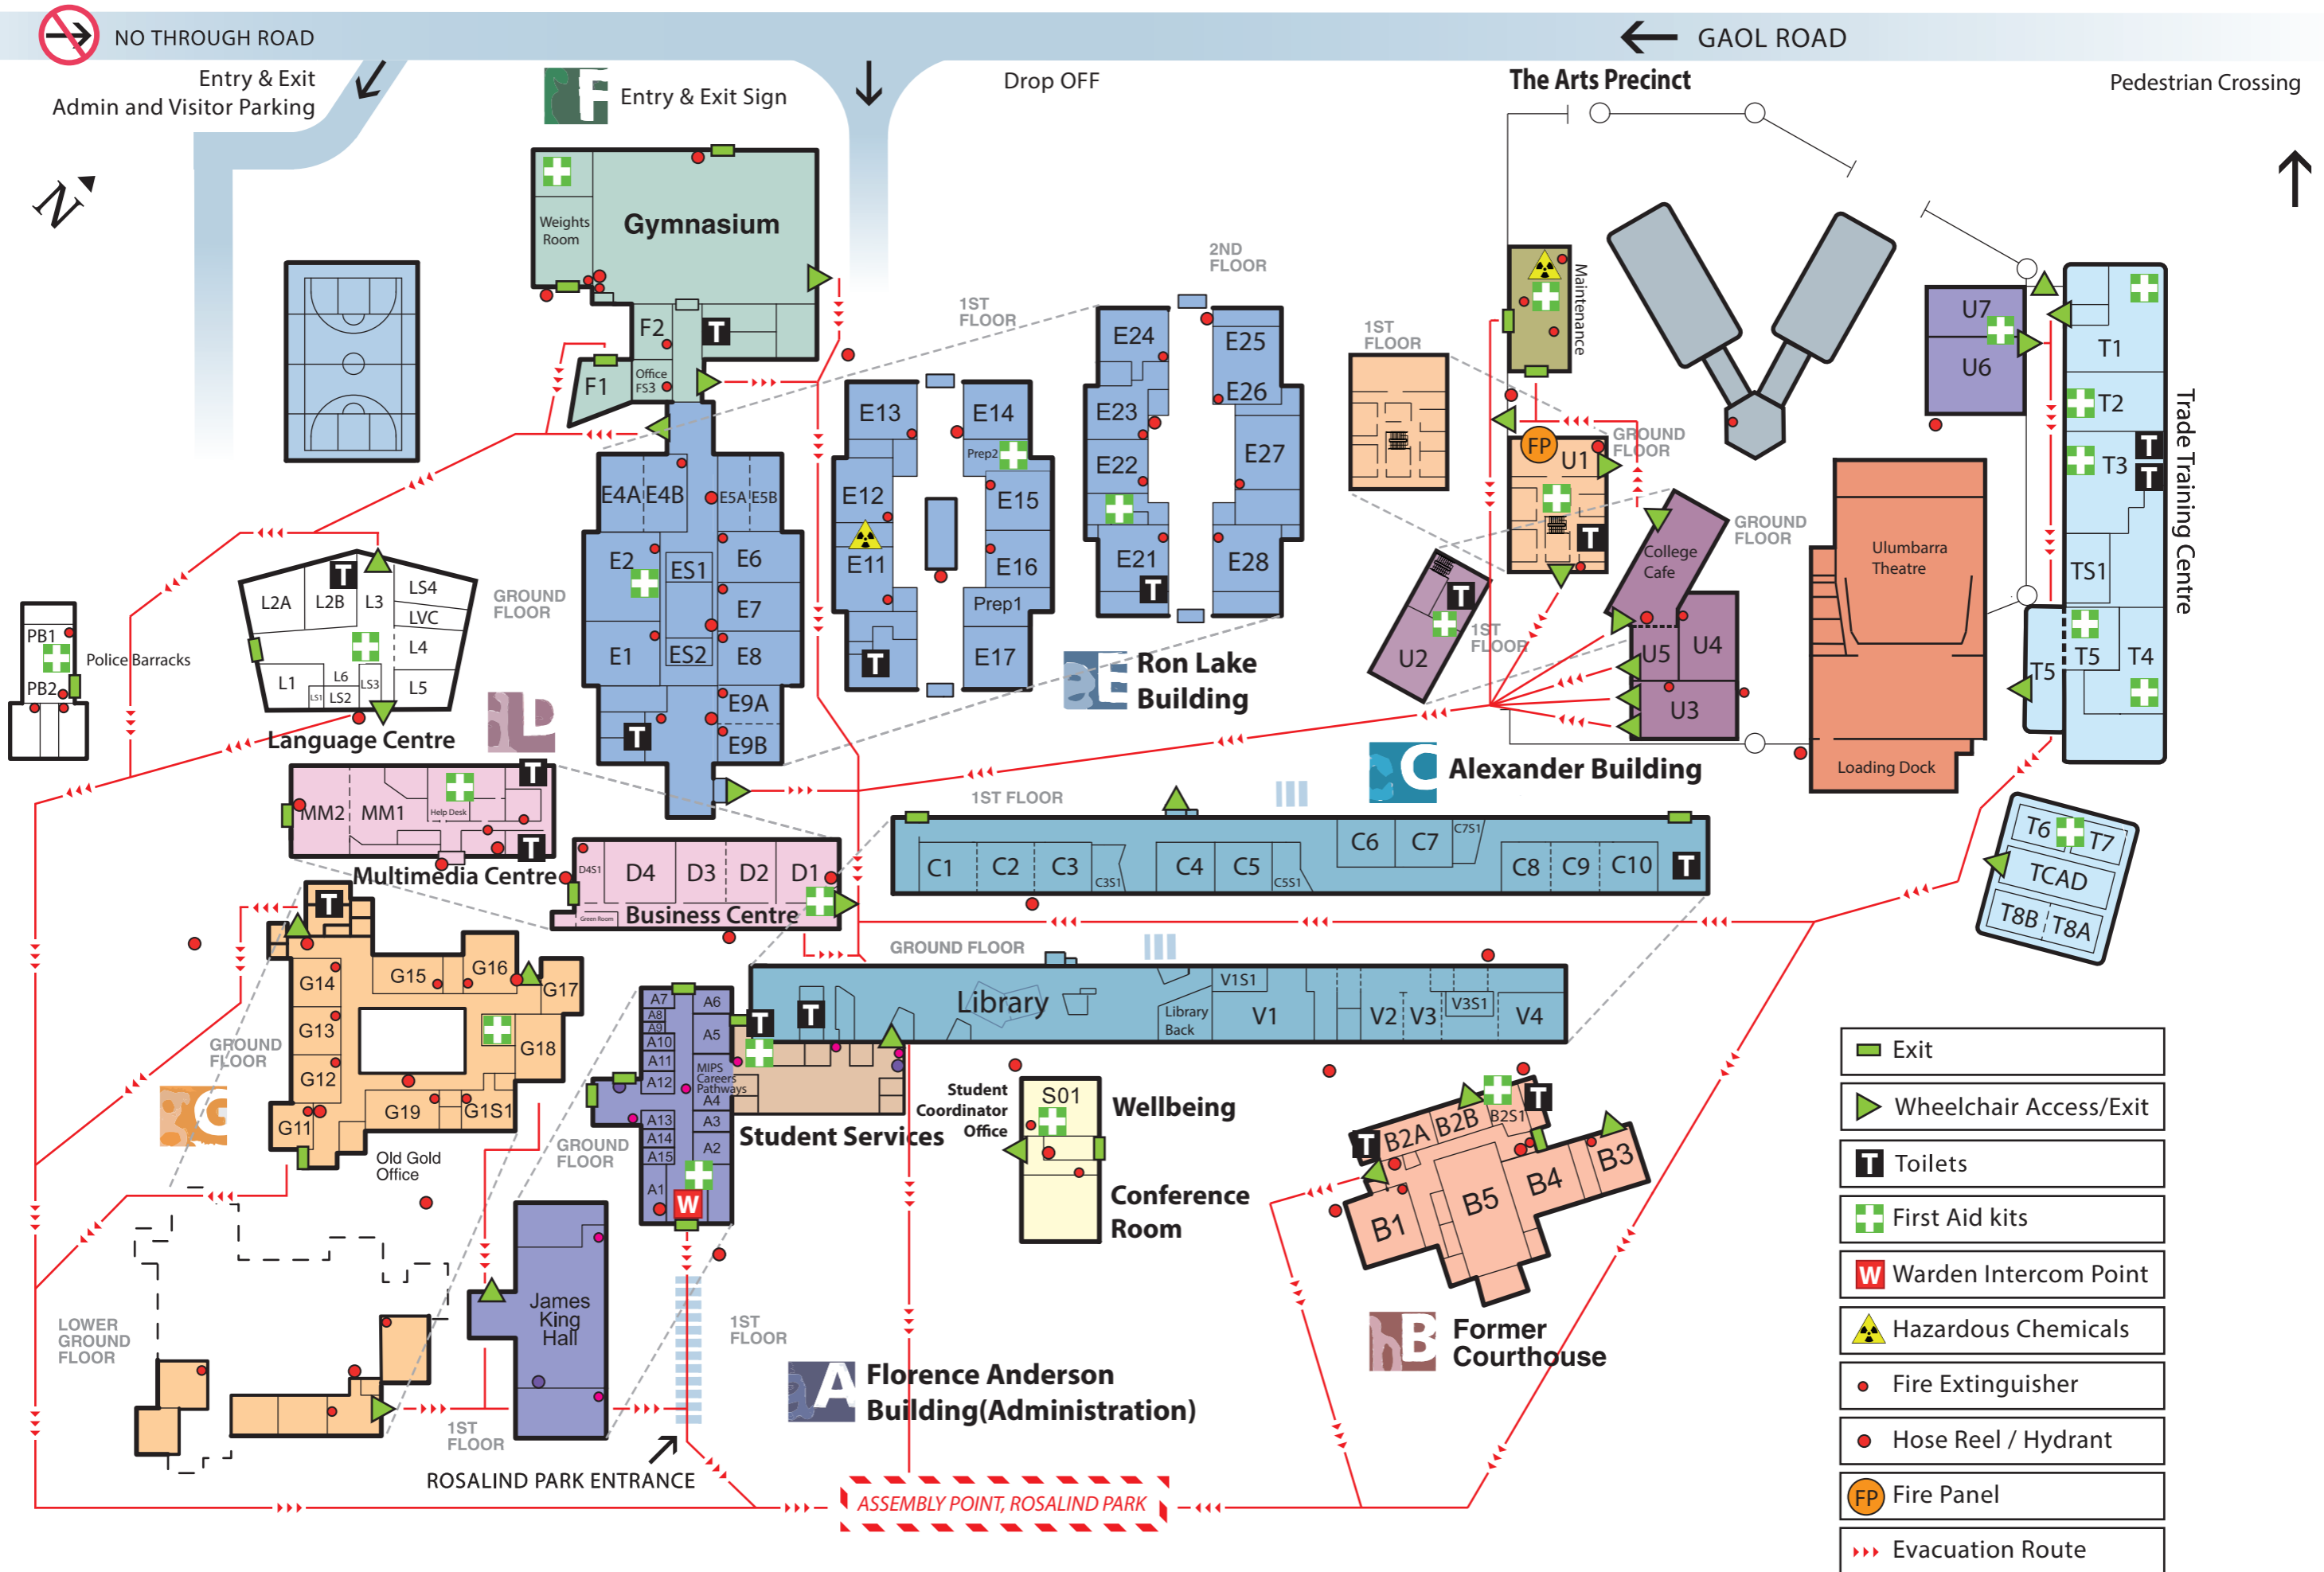 NO THROUGH ROAD
GAOL ROAD
Entry & Exit
Admin and Visitor Parking
F
Entry & Exit Sign
Drop OFF
The Arts Precinct
Pedestrian Crossing
N
Weights
Room
Gymnasium
F2
T
Office
FS3
F1
1ST
FLOOR
2ND
FLOOR
1ST
FLOOR
Maintenance
E24
E25
E26
E23
E22
E27
E21
T
E28
E13
E14
Prep2
E12
E15
E11
E16
Prep1
T
E17
FP
U1
T
GROUND
FLOOR
U7
U6
T1
T2
T3
T
T
TS1
T5
T5
T4
Trade Training Centre
E4A
E4B
E5A
E5B
E2
ES1
E6
E7
E1
ES2
E8
E9A
T
E9B
GROUND
FLOOR
College
Cafe
GROUND
FLOOR
T
U2
1ST
FLOOR
U5
U4
U3
Ulumbarra
Theatre
Loading Dock
L2A
L2B
T
L3
LS4
LVC
L4
L1
L6
LS1
LS2
LS3
L5
PB1
PB2
Police Barracks
Language Centre
L
E
Ron Lake
Building
C
Alexander Building
MM2
MM1
Help Desk
T
T
Multimedia Centre
D4S1
D4
D3
D2
D1
Green Room
Business Centre
1ST FLOOR
C1
C2
C3
C3S1
C4
C5
C5S1
C6
C7
C7S1
C8
C9
C10
T
T6
T7
TCAD
T8B
T8A
GROUND FLOOR
T
T
Library
Library
Back
V1S1
V1
V2
V3
V3S1
V4
T
G14
G15
G16
G17
G13
G18
G12
G11
G19
G1S1
GROUND
FLOOR
G
Old Gold
Office
A7
A6
A8
A9
A5
A10
A11
MIPS
Careers
Pathways
A12
A4
A13
A3
A14
A2
A15
A1
W
GROUND
FLOOR
Student Services
Student
Coordinator
Office
S01
Wellbeing
Conference
Room
T
B2A
B2B
B2S1
T
B1
B5
B4
B3
B
Former
Courthouse
James
King
Hall
LOWER
GROUND
FLOOR
1ST
FLOOR
1ST
FLOOR
A
Florence Anderson
Building(Administration)
ROSALIND PARK ENTRANCE
ASSEMBLY POINT, ROSALIND PARK
Exit
Wheelchair Access/Exit
T Toilets
First Aid kits
W Warden Intercom Point
Hazardous Chemicals
Fire Extinguisher
Hose Reel / Hydrant
FP Fire Panel
Evacuation Route